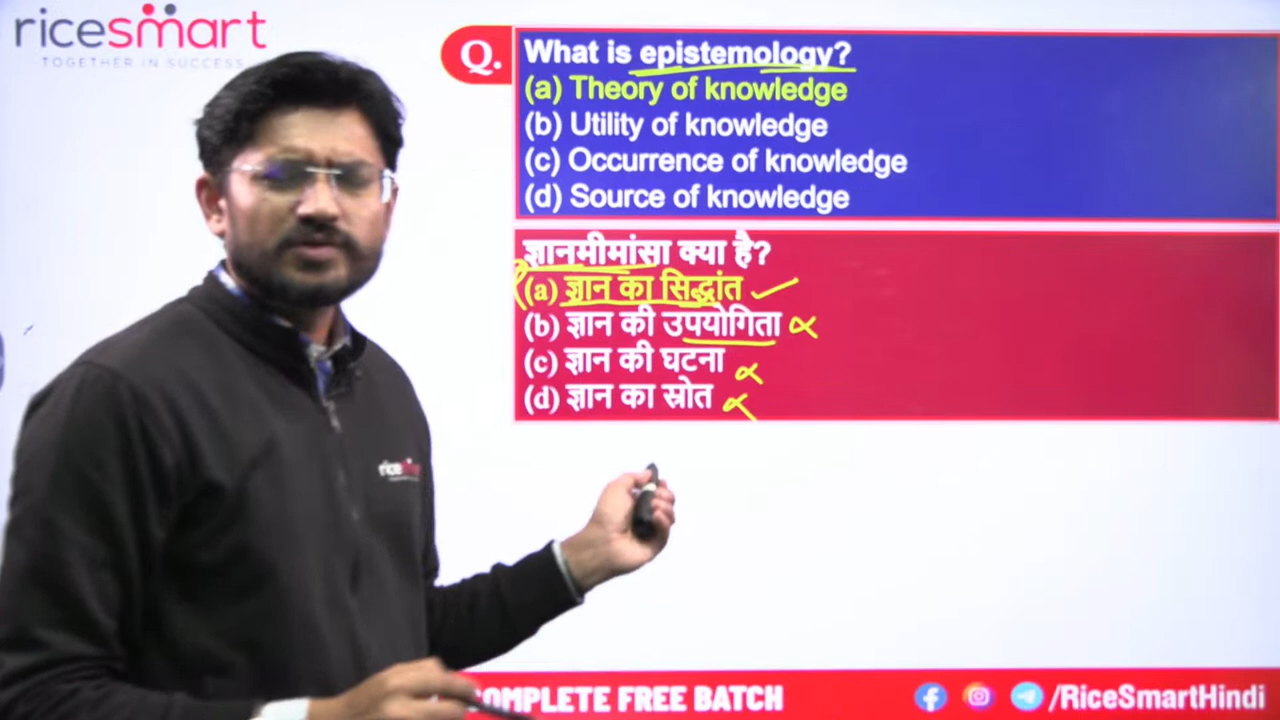 ricesmart
TOGETHER IN SUCCESS
Q.
What is epistemology?
(a) Theory of knowledge
(b) Utility of knowledge
(c) Occurrence of knowledge
(d) Source of knowledge
ज्ञानमीमांसा क्या है?
(a) ज्ञान का सिद्धांत
(b) ज्ञान की उपयोगिता
(c) ज्ञान की घटना
(d) ज्ञान का स्रोत
COMPLETE FREE BATCH
/RiceSmartHindi